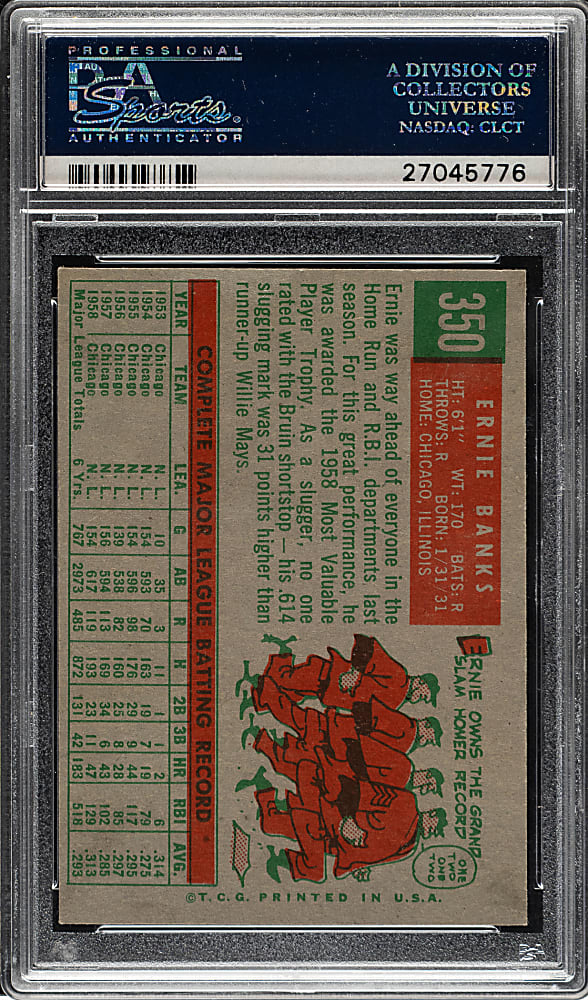 PROFESSIONAL
PSA
Sports.
AUTHENTICATOR
A DIVISION OF
COLLECTORS
UNIVERSE
NASDAQ: CLCT
27045776
350
ERNIE BANKS
HT: 6'1" WT: 170 BATS: R
THROWS: R BORN: 1/31/31
HOME: CHICAGO, ILLINOIS
Ernie was way ahead of everyone in the
Home Run and R.B.I. departments last
season. For this great performance, he
was awarded the 1958 Most Valuable
Player Trophy. As a slugger, no one
rated with the Bruin shortstop — his .614
slugging mark was 31 points higher than
runner-up Willie Mays.
ERNIE OWNS THE GRAND
SLAM HOMER RECORD
ONE
TWO
ONE
TWO
COMPLETE MAJOR LEAGUE BATTING RECORD
YEAR TEAM LEA. G AB R H 2B 3B HR RBI AVG.
1953 Chicago N. L. 10 35 3 11 1 1 2 6 .314
1954 Chicago N. L. 154 593 70 163 19 7 19 79 .275
1955 Chicago N. L. 154 596 98 176 29 9 44 117 .295
1956 Chicago N. L. 139 538 82 160 25 8 28 85 .297
1957 Chicago N. L. 156 594 113 169 34 6 43 102 .285
1958 Chicago N. L. 154 617 119 193 23 11 47 129 .313
Major League Totals 6 Yrs. 767 2973 485 872 131 42 183 518 .293
©T.C.G. PRINTED IN U.S.A.